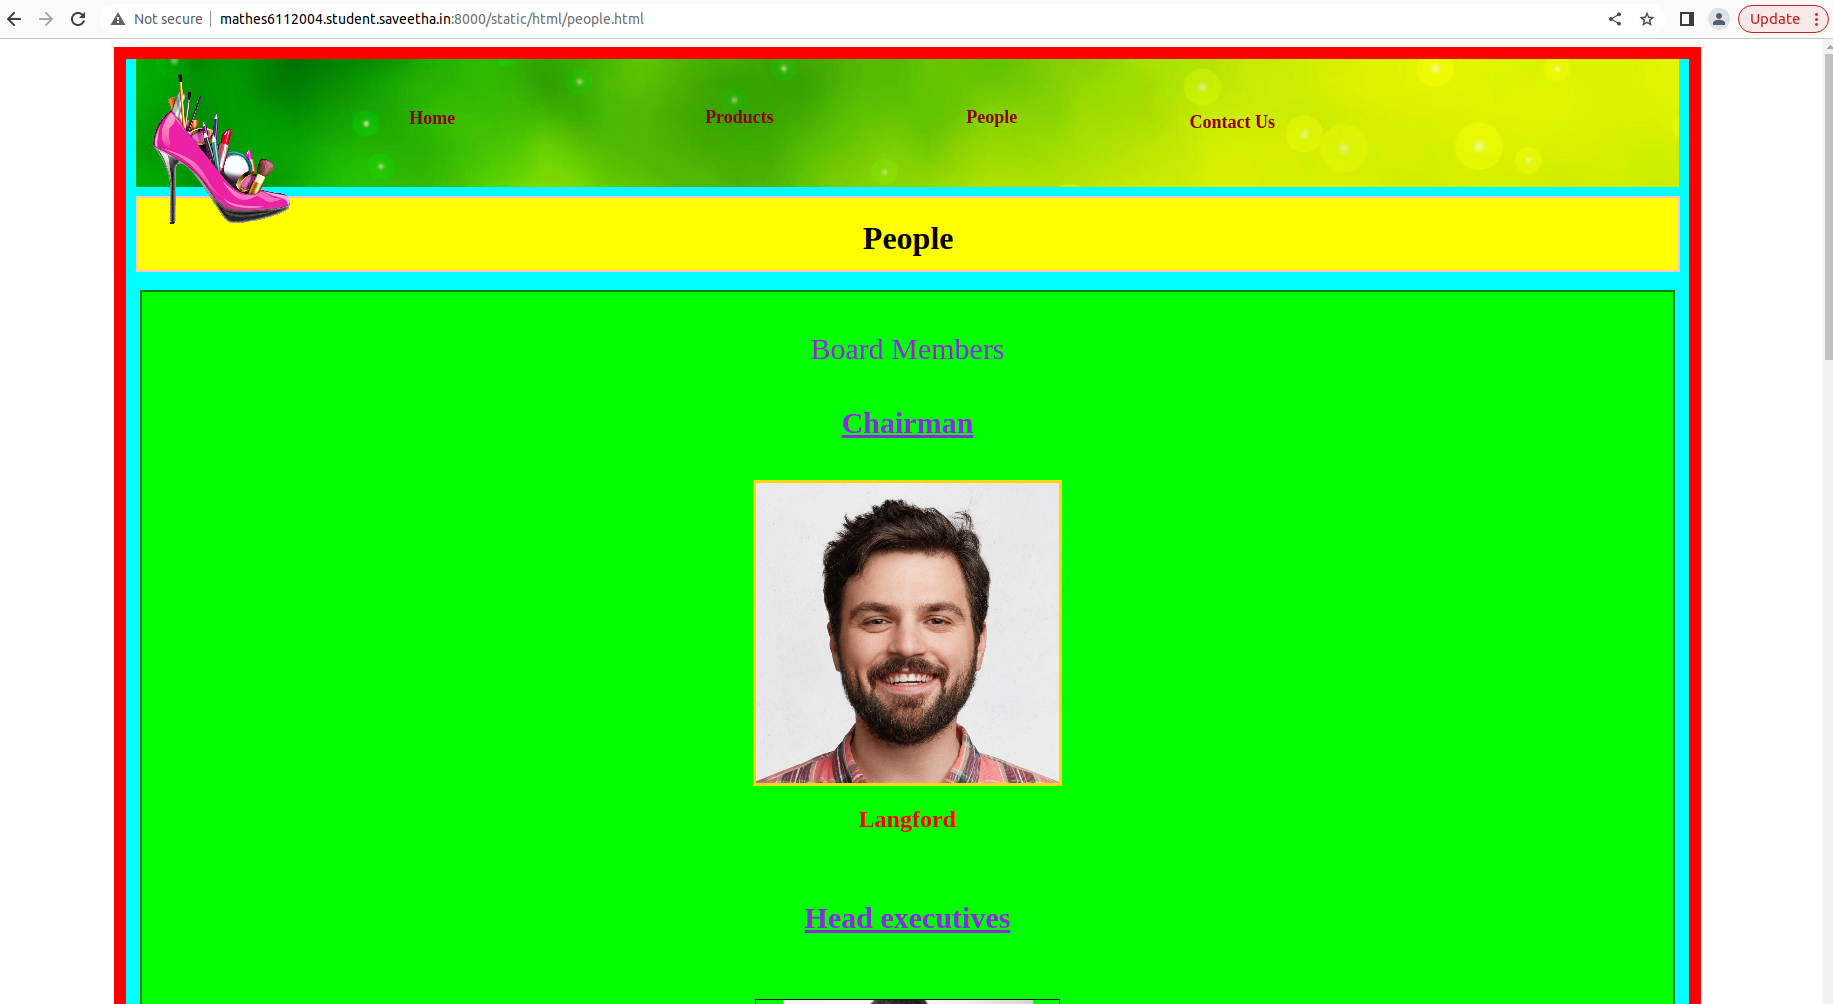 Not secure | mathes6112004.student.saveetha.in:8000/static/html/people.html Update
Home Products People Contact Us
People
Board Members
Chairman
Langford
Head executives